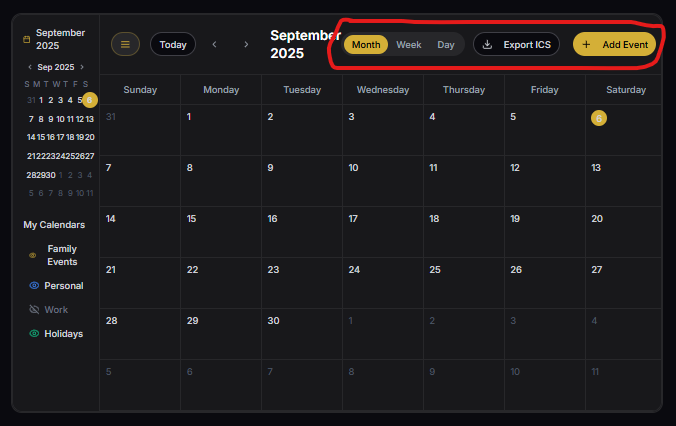 September
2025
Sep 2025
S M T W T F S
31 1 2 3 4 5 6
7 8 9 10 11 12 13
14 15 16 17 18 19 20
21 22 23 24 25 26 27
28 29 30 1 2 3 4
5 6 7 8 9 10 11
My Calendars
Family
Events
Personal
Work
Holidays
Today
September
2025
Month Week Day
Export ICS
+ Add Event
Sunday Monday Tuesday Wednesday Thursday Friday Saturday
31 1 2 3 4 5 6
7 8 9 10 11 12 13
14 15 16 17 18 19 20
21 22 23 24 25 26 27
28 29 30 1 2 3 4
5 6 7 8 9 10 11